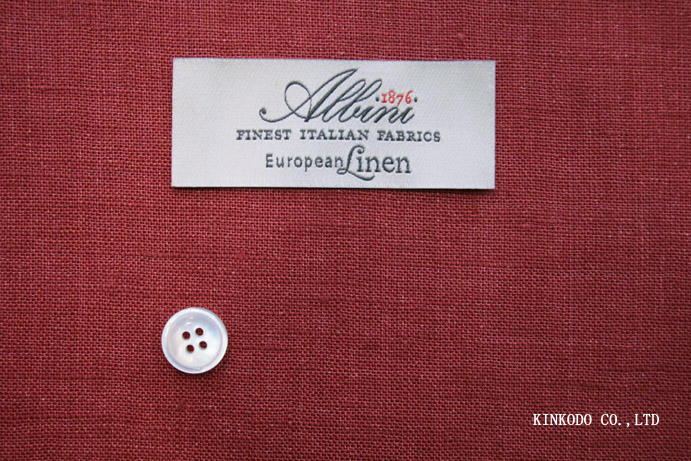 Albini
·1876·
FINEST ITALIAN FABRICS
European Linen
KINKODO CO.,LTD